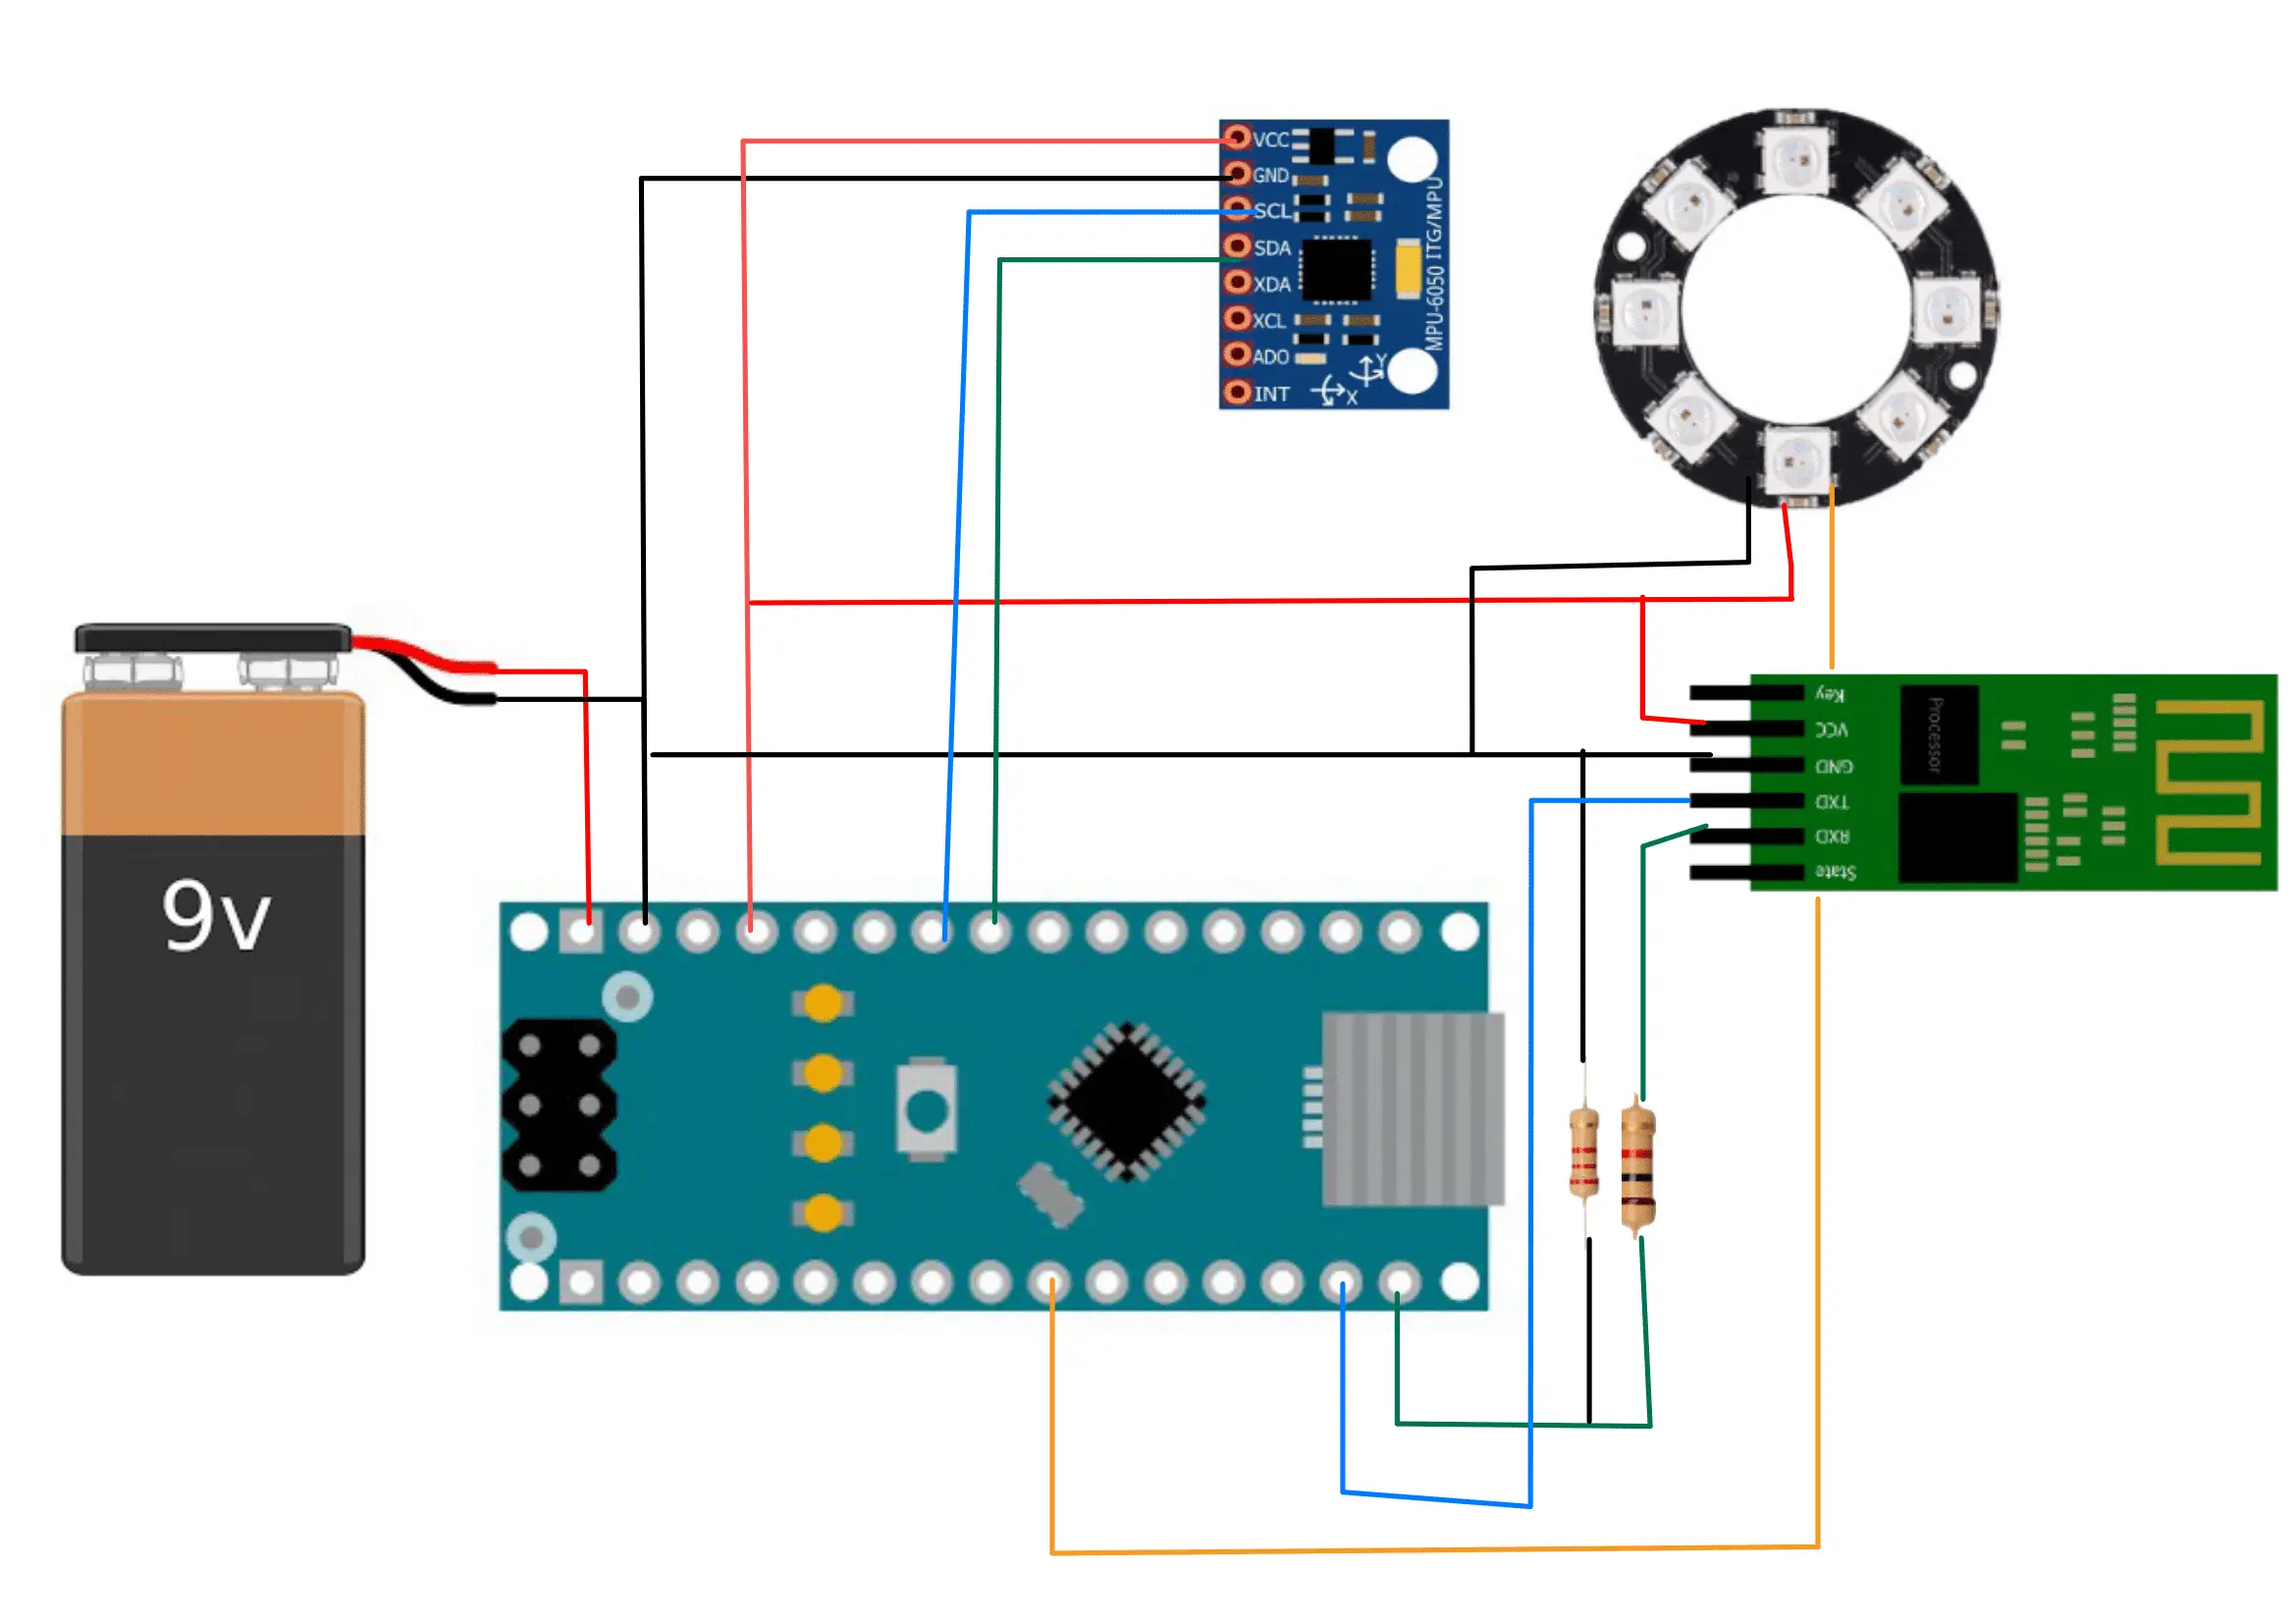 VCC
GND
SCL
SDA
XDA
XCL
ADO
INT
MPU-6050 ITG/MPU
Y
X
9v
Key
VCC
GND
TXD
RXD
State
Processor